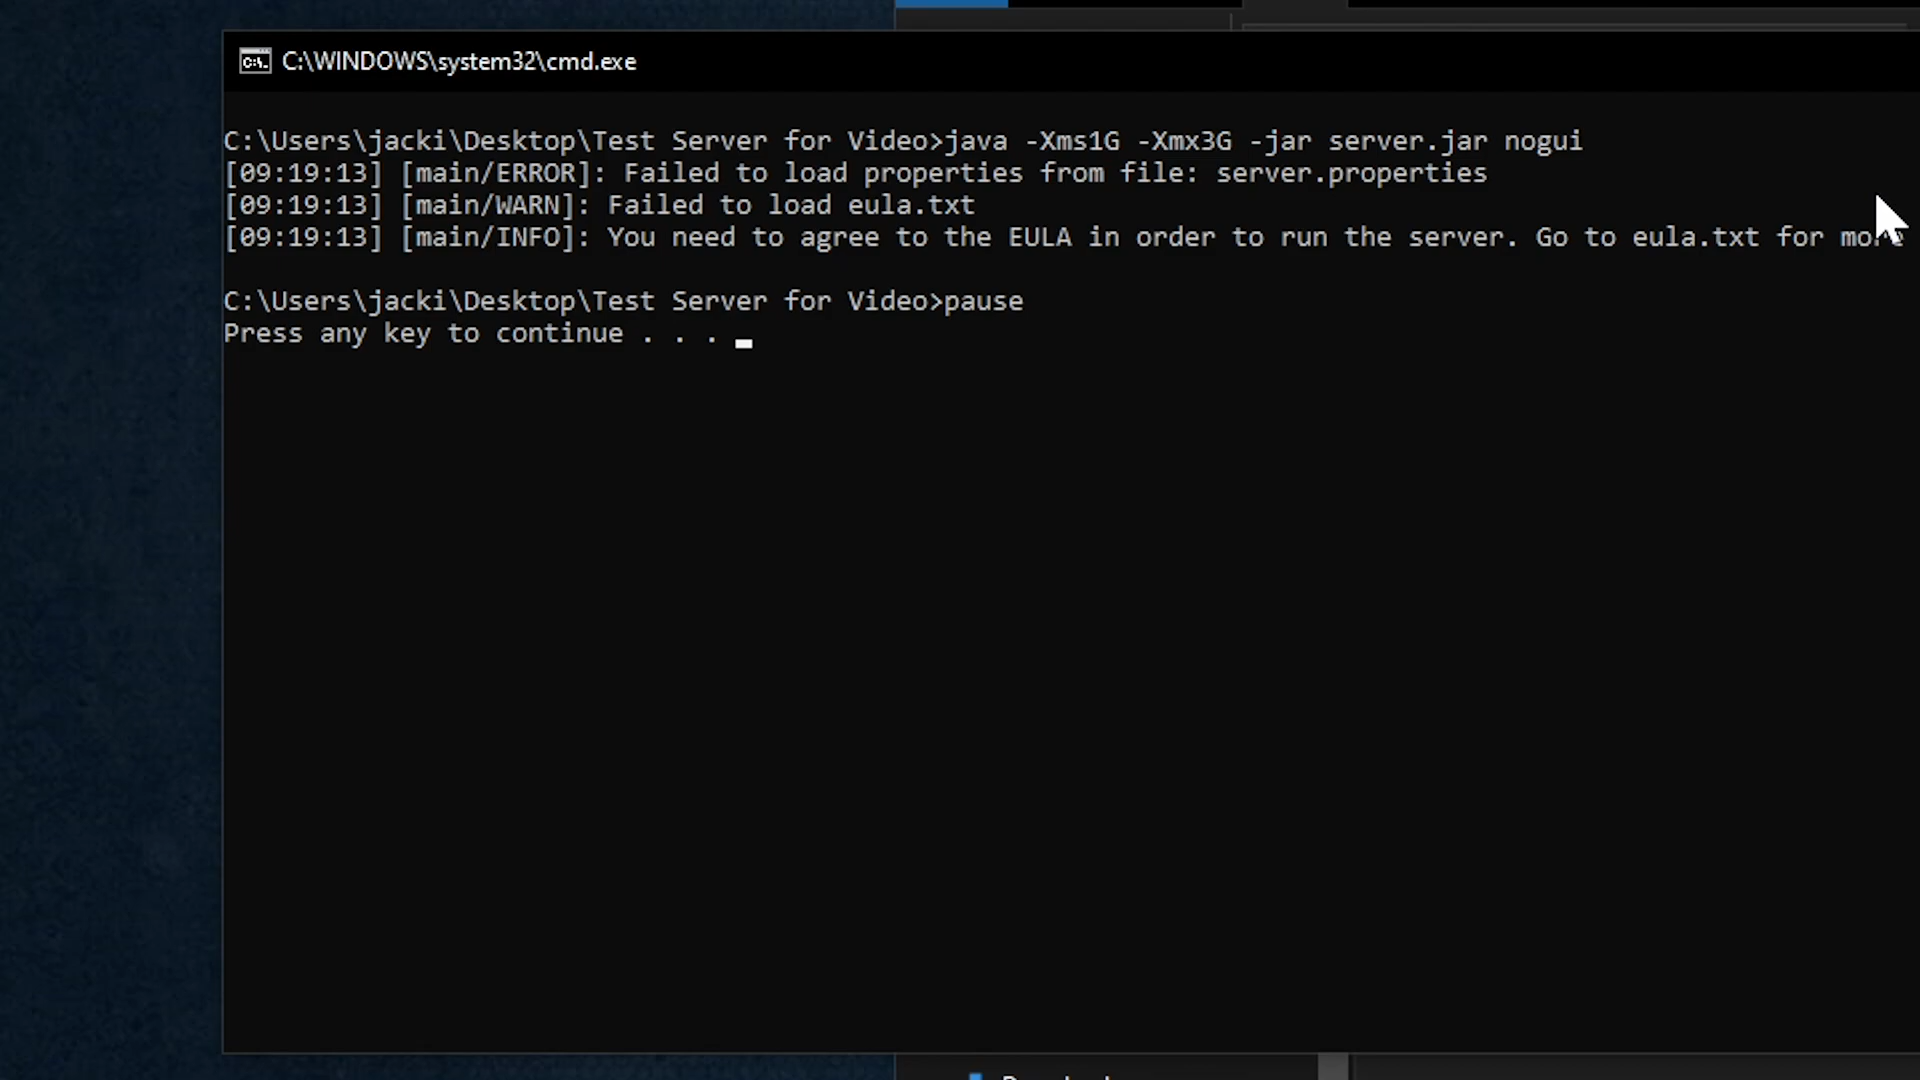 C:\WINDOWS\system32\cmd.exe
C:\Users\jacki\Desktop\Test Server for Video>java -Xms1G -Xmx3G -jar server.jar nogui
[09:19:13] [main/ERROR]: Failed to load properties from file: server.properties
[09:19:13] [main/WARN]: Failed to load eula.txt
[09:19:13] [main/INFO]: You need to agree to the EULA in order to run the server. Go to eula.txt for more
C:\Users\jacki\Desktop\Test Server for Video>pause
Press any key to continue . . .